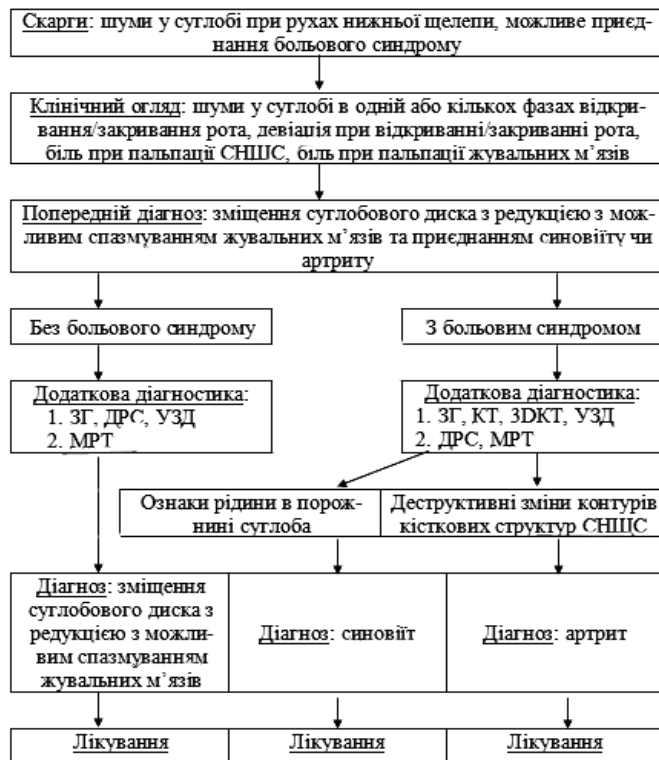 Скарги: шуми у суглобі при рухах нижньої щелепи, можливе приєд-
нання больового синдрому
Клінічний огляд: шуми у суглобі в одній або кількох фазах відкри-
вання/закривання рота, девіація при відкриванні/закриванні рота,
біль при пальпації СНЩС, біль при пальпації жувальних м’язів
Попередній діагноз: зміщення суглобового диска з редукцією з мож-
ливим спазмуванням жувальних м’язів та приєднанням синовіїту чи
артриту
Без больового синдрому
З больовим синдромом
Додаткова діагностика:
1. ЗГ, ДРС, УЗД
2. МРТ
Додаткова діагностика:
1. ЗГ, КТ, 3DКТ, УЗД
2. ДРС, МРТ
Ознаки рідини в порож-
нині суглоба
Деструктивні зміни контурів
кісткових структур СНЩС
Діагноз: зміщення
суглобового диска з
редукцією з можли-
вим спазмуванням
жувальних м’язів
Діагноз: синовіїт
Діагноз: артрит
Лікування
Лікування
Лікування